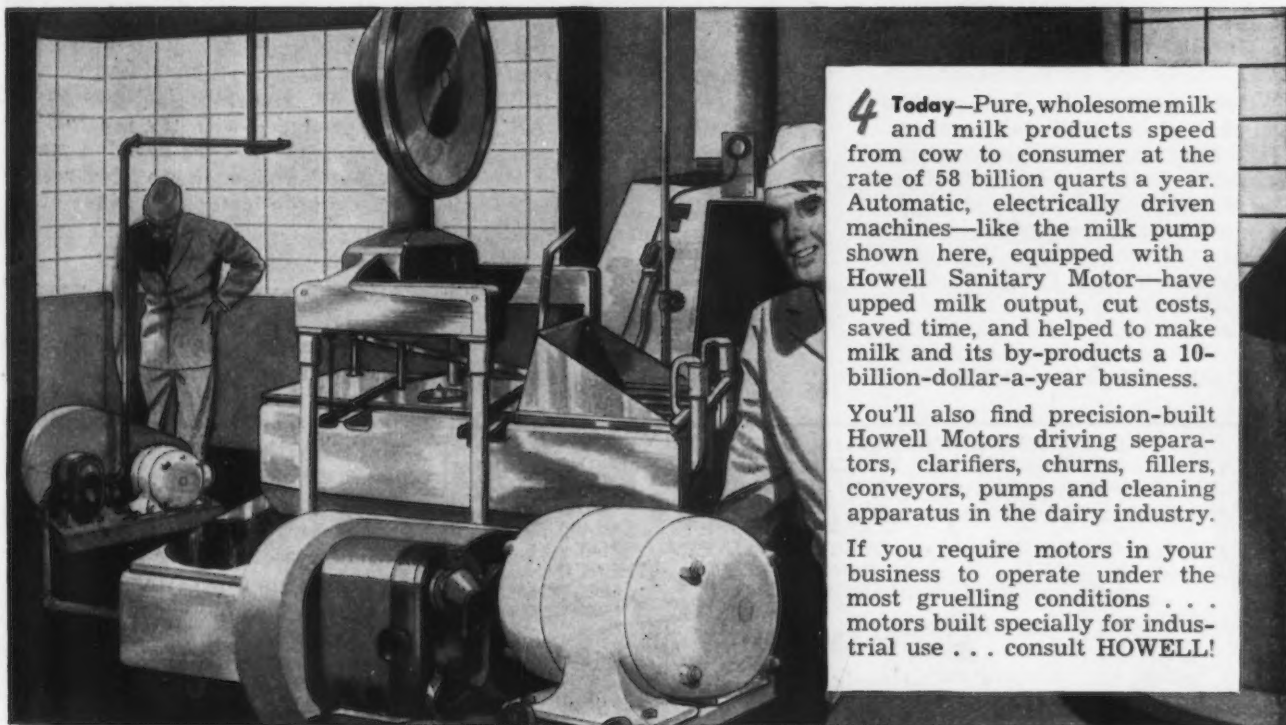 4 Today—Pure, wholesome milk
and milk products speed
from cow to consumer at the
rate of 58 billion quarts a year.
Automatic, electrically driven
machines—like the milk pump
shown here, equipped with a
Howell Sanitary Motor—have
upped milk output, cut costs,
saved time, and helped to make
milk and its by-products a 10-
billion-dollar-a-year business.
You'll also find precision-built
Howell Motors driving separa-
tors, clarifiers, churns, fillers,
conveyors, pumps and cleaning
apparatus in the dairy industry.
If you require motors in your
business to operate under the
most gruelling conditions . . .
motors built specially for indus-
trial use . . . consult HOWELL!